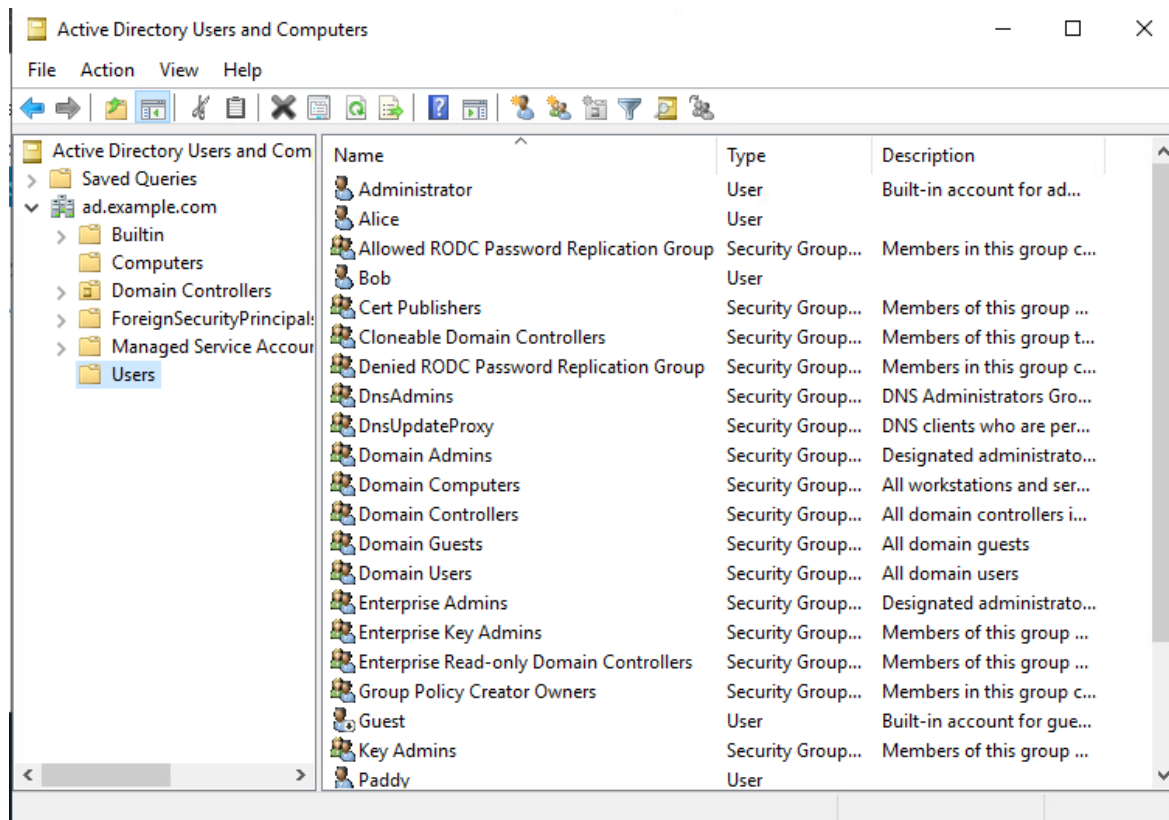 Active Directory Users and Computers
File Action View Help
Active Directory Users and Com
Saved Queries
ad.example.com
Builtin
Computers
Domain Controllers
ForeignSecurityPrincipals
Managed Service Accour
Users
Name Type Description
Administrator User Built-in account for ad...
Alice User
Allowed RODC Password Replication Group Security Group... Members in this group c...
Bob User
Cert Publishers Security Group... Members of this group ...
Cloneable Domain Controllers Security Group... Members of this group t...
Denied RODC Password Replication Group Security Group... Members in this group c...
DnsAdmins Security Group... DNS Administrators Gro...
DnsUpdateProxy Security Group... DNS clients who are per...
Domain Admins Security Group... Designated administrato...
Domain Computers Security Group... All workstations and ser...
Domain Controllers Security Group... All domain controllers i...
Domain Guests Security Group... All domain guests
Domain Users Security Group... All domain users
Enterprise Admins Security Group... Designated administrato...
Enterprise Key Admins Security Group... Members of this group ...
Enterprise Read-only Domain Controllers Security Group... Members of this group ...
Group Policy Creator Owners Security Group... Members in this group c...
Guest User Built-in account for gue...
Key Admins Security Group... Members of this group ...
Paddy User